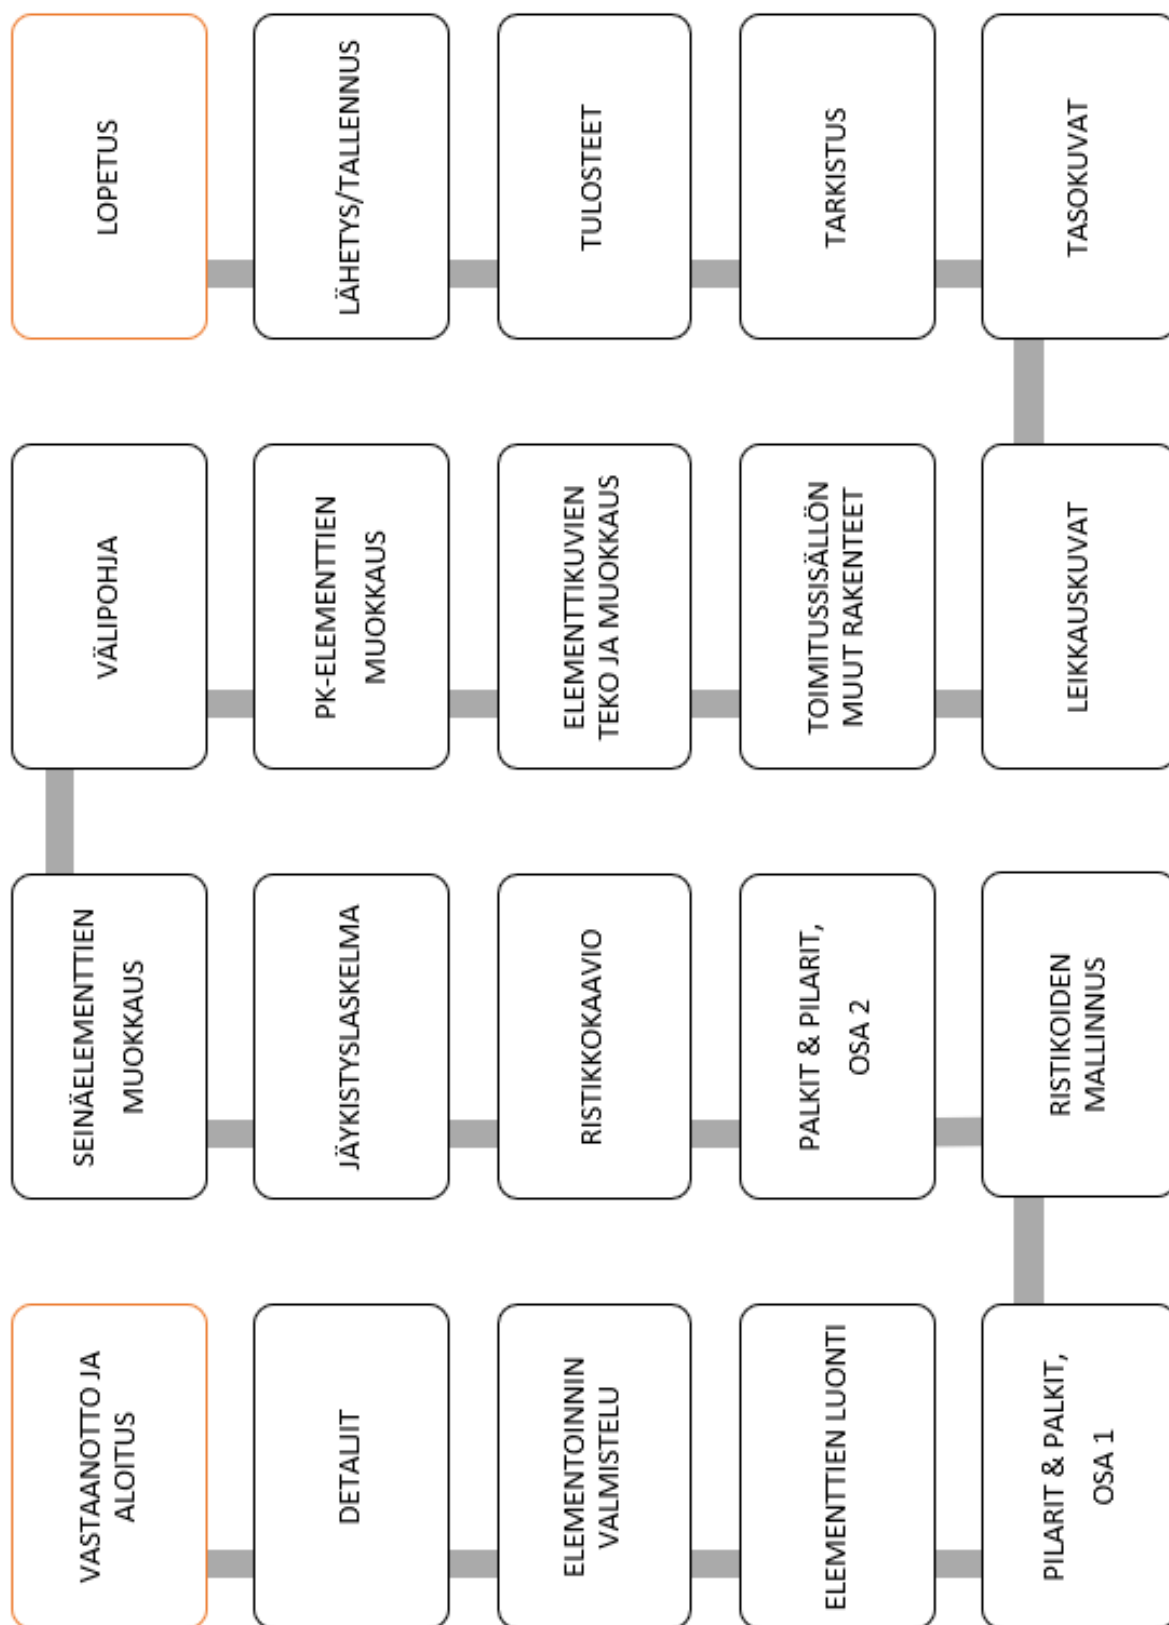 VASTAANOTTO JA
ALOITUS
DETALJIT
ELEMENTOINNIN
VALMISTELU
ELEMENTTIEN LUONTI
PILARIT & PALKIT,
OSA 1
RISTIKOIDEN
MALLINNUS
PALKIT & PILARIT,
OSA 2
RISTIKKOKAAVIO
JÄYKISTYSLASKELMA
SEINÄELEMENTTIEN
MUOKKAUS
VÄLIPOHJA
PK-ELEMENTTIEN
MUOKKAUS
ELEMENTTIKUVIEN
TEKO JA MUOKKAUS
TOIMITUSSISÄLLÖN
MUUT RAKENTEET
LEIKKAUSKUVAT
TASOKUVAT
TARKISTUS
TULOSTEET
LÄHETYS/TALLENNUS
LOPETUS